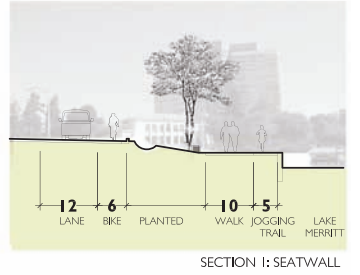 12 6 10 5
LANE BIKE PLANTED WALK JOGGING LAKE
TRAIL MERRITT
SECTION 1: SEATWALL